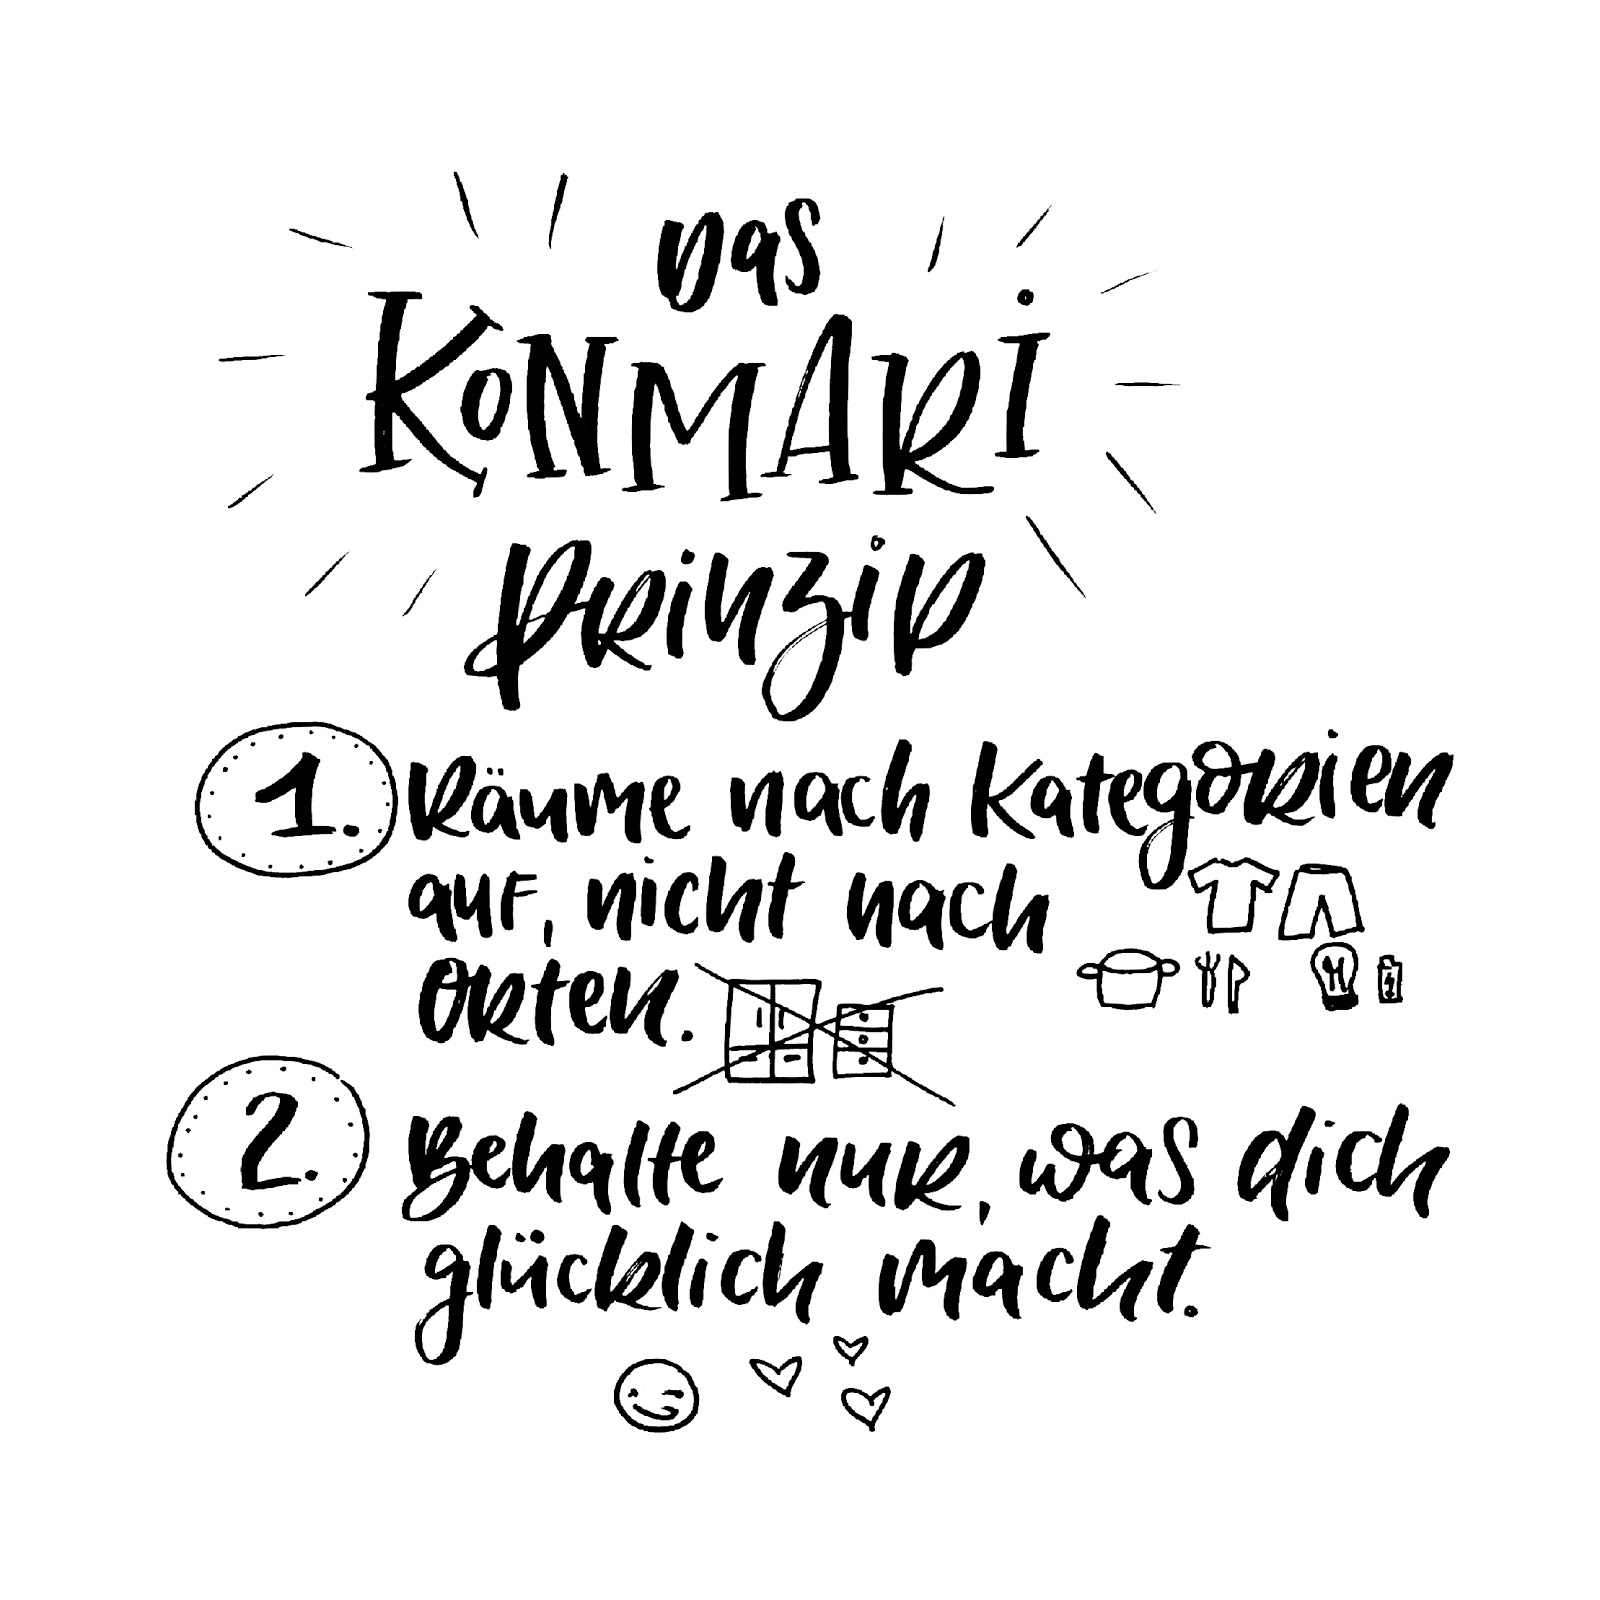 Das
KONMARi
Prinzip
1. Räume nach Kategorien
auf, nicht nach
Orten.
2. Behalte nur, was dich
glücklich macht.